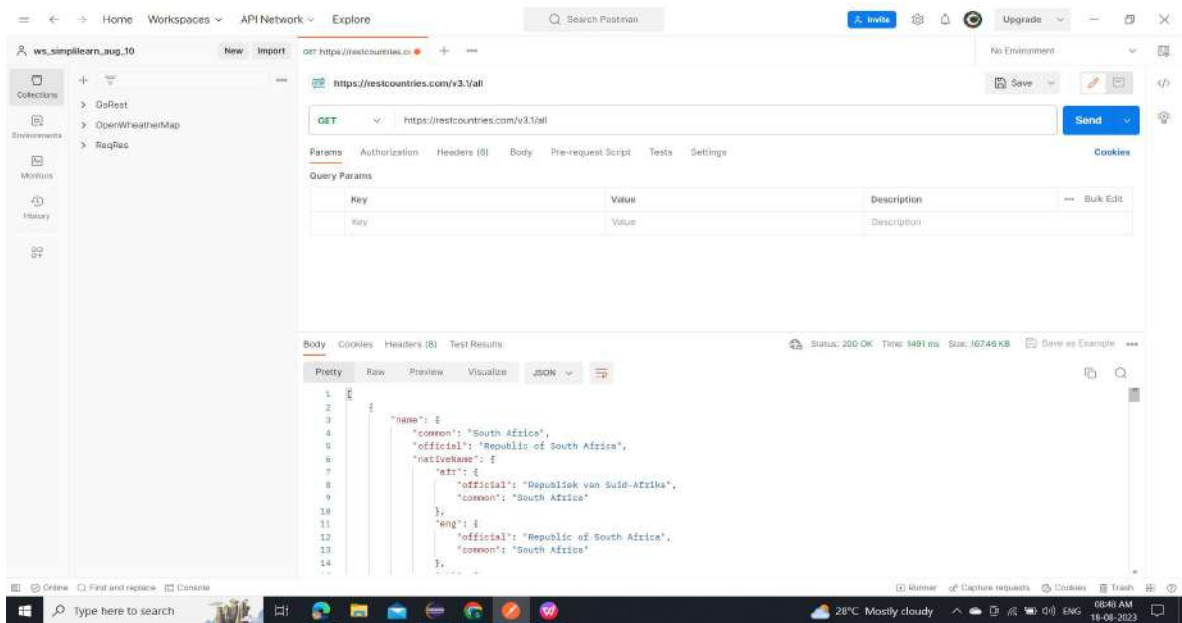 Home Workspaces API Network Explore Search Postman Invite Upgrade
ws_simplilearn_aug_10 New Import GET https://restcountries.co No Environment
Collections
Environments
Monitors
History
GoRest
OpenWheatherMap
ReqRes
https://restcountries.com/v3.1/all Save
GET https://restcountries.com/v3.1/all Send
Params Authorization Headers (6) Body Pre-request Script Tests Settings Cookies
Query Params
Key Value Description Bulk Edit
Key Value Description
Body Cookies Headers (8) Test Results Status: 200 OK Time: 1491 ms Size: 167.46 KB Save as Example
Pretty Raw Preview Visualize JSON
1 [
2 {
3 "name": {
4 "common": "South Africa",
5 "official": "Republic of South Africa",
6 "nativeName": {
7 "afr": {
8 "official": "Republiek van Suid-Afrika",
9 "common": "South Africa"
10 },
11 "eng": {
12 "official": "Republic of South Africa",
13 "common": "South Africa"
14 },
Online Find and replace Console Runner Capture requests Cookies Trash
Type here to search 28°C Mostly cloudy ENG 08:48 AM
18-08-2023